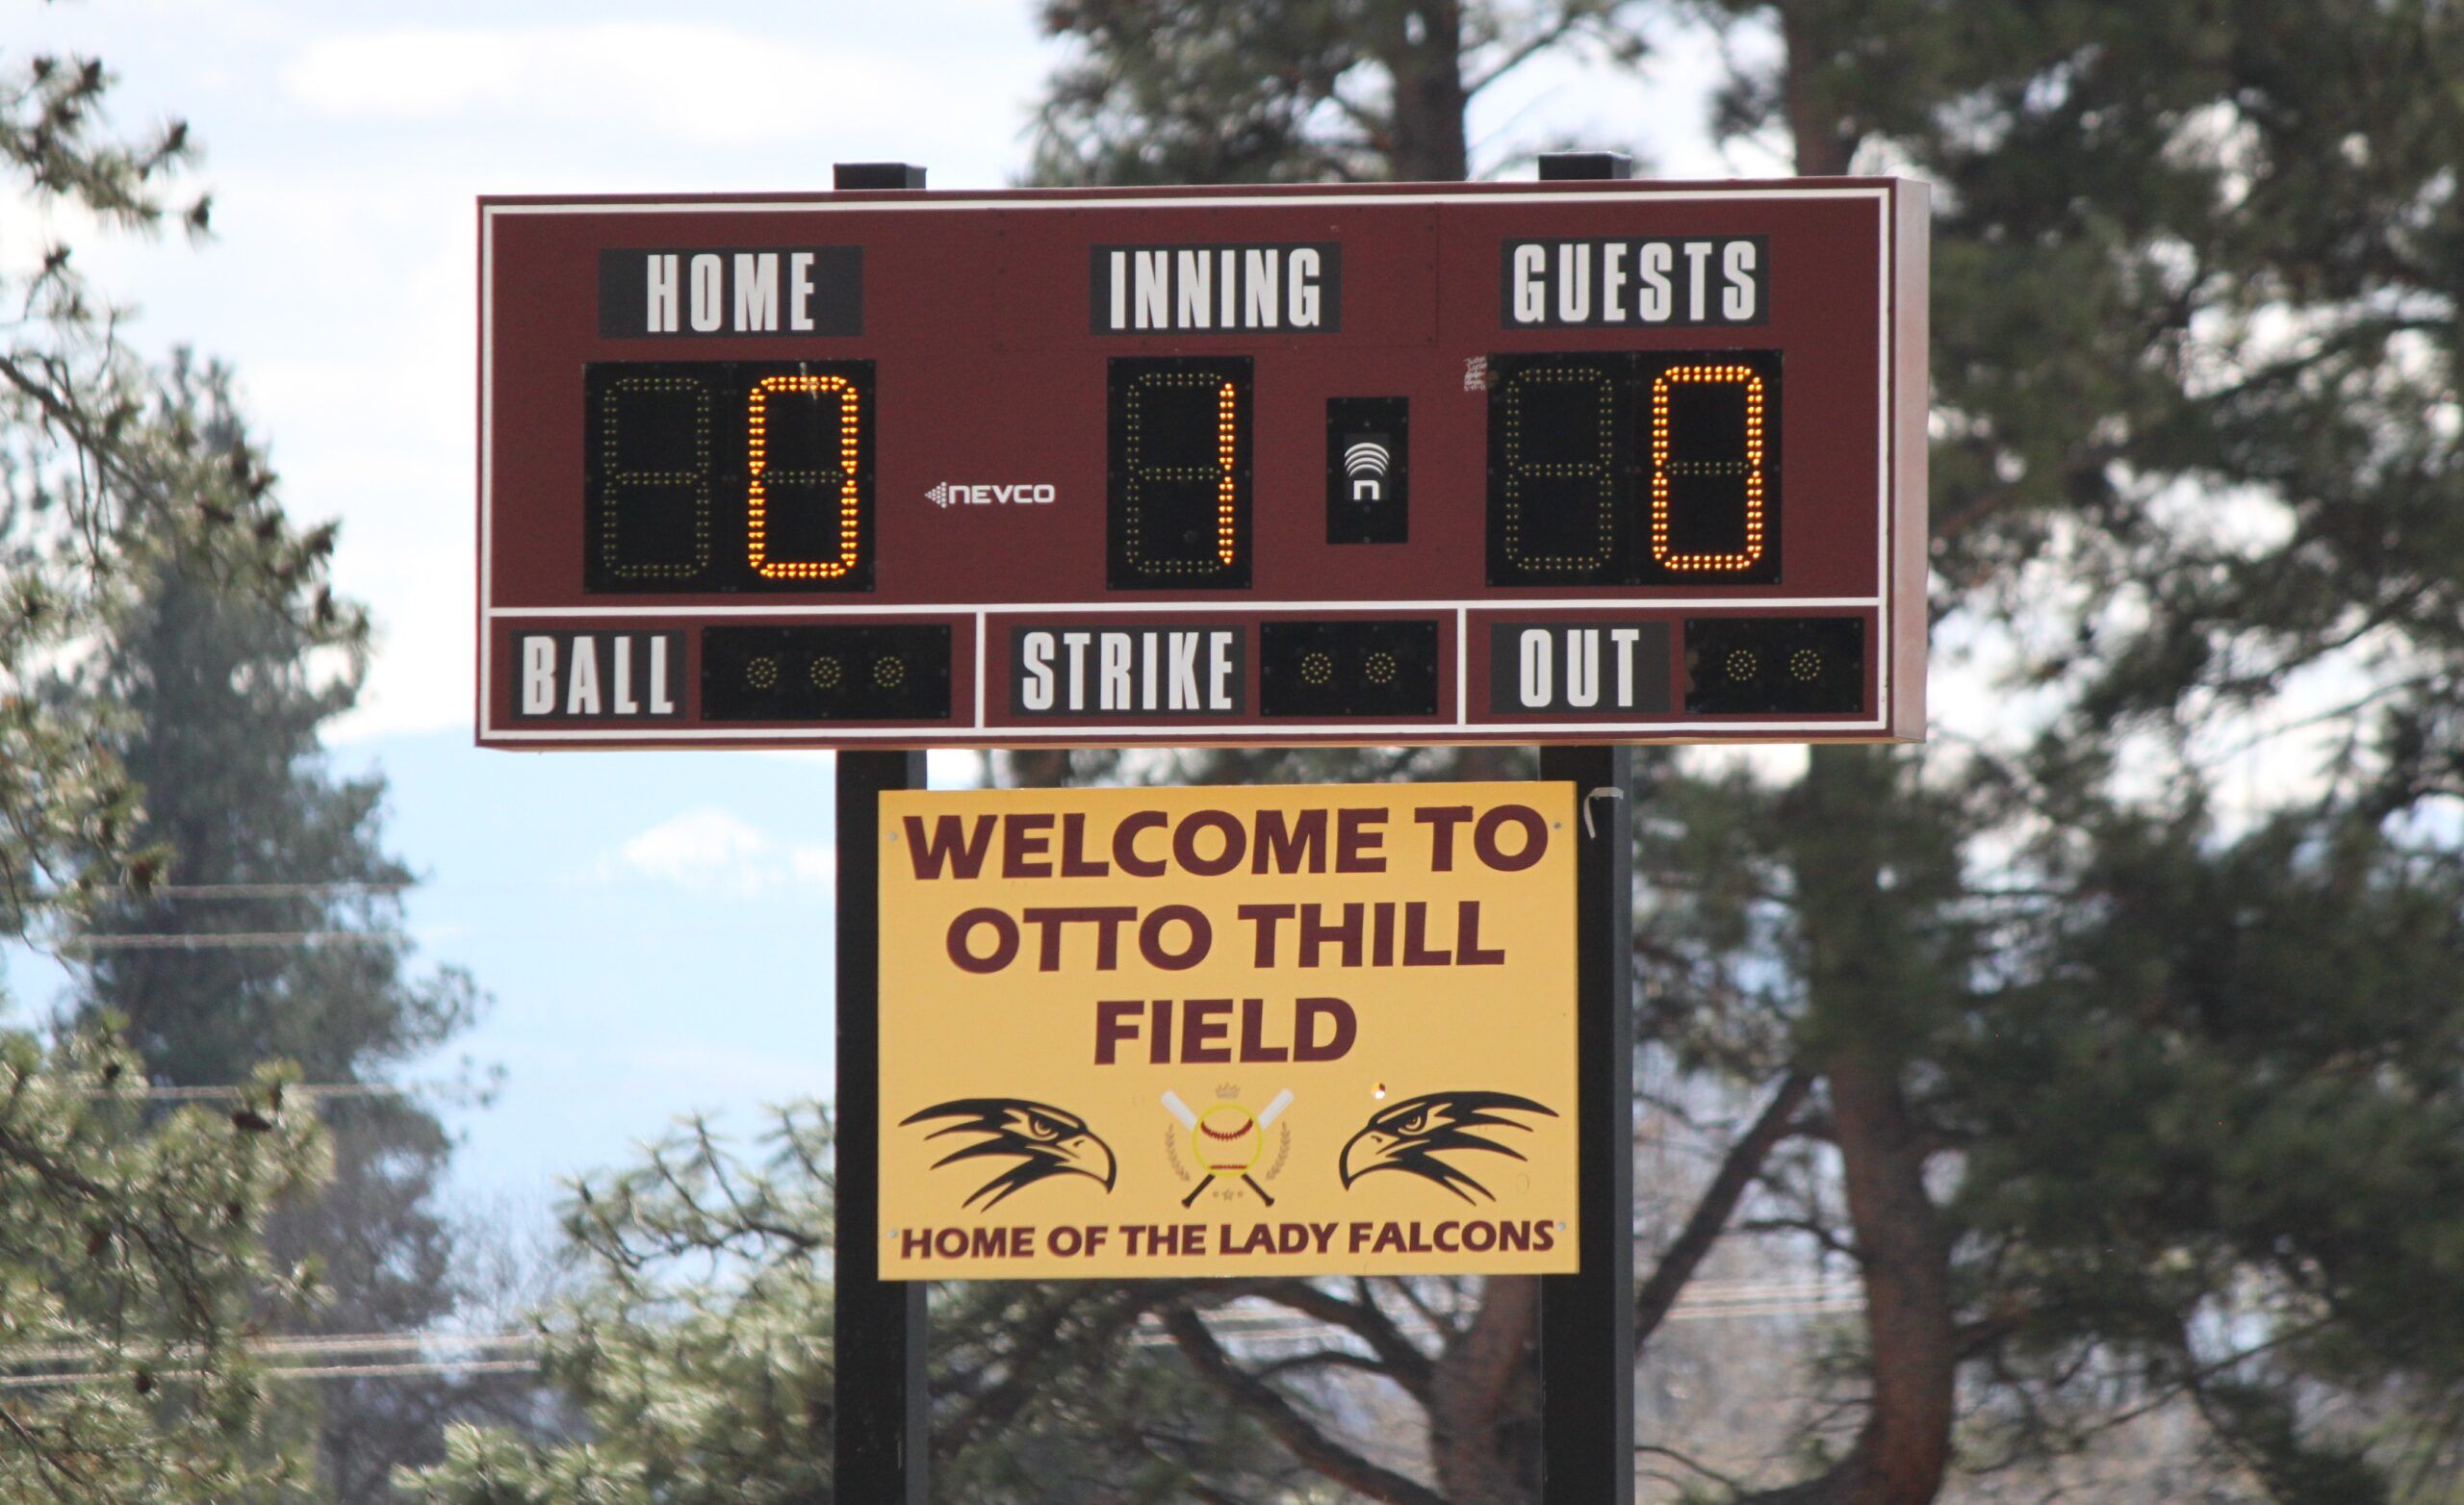 HOME INNING GUESTS
0 1 0
NEVCO
n
BALL STRIKE OUT
WELCOME TO
OTTO THILL
FIELD
HOME OF THE LADY FALCONS